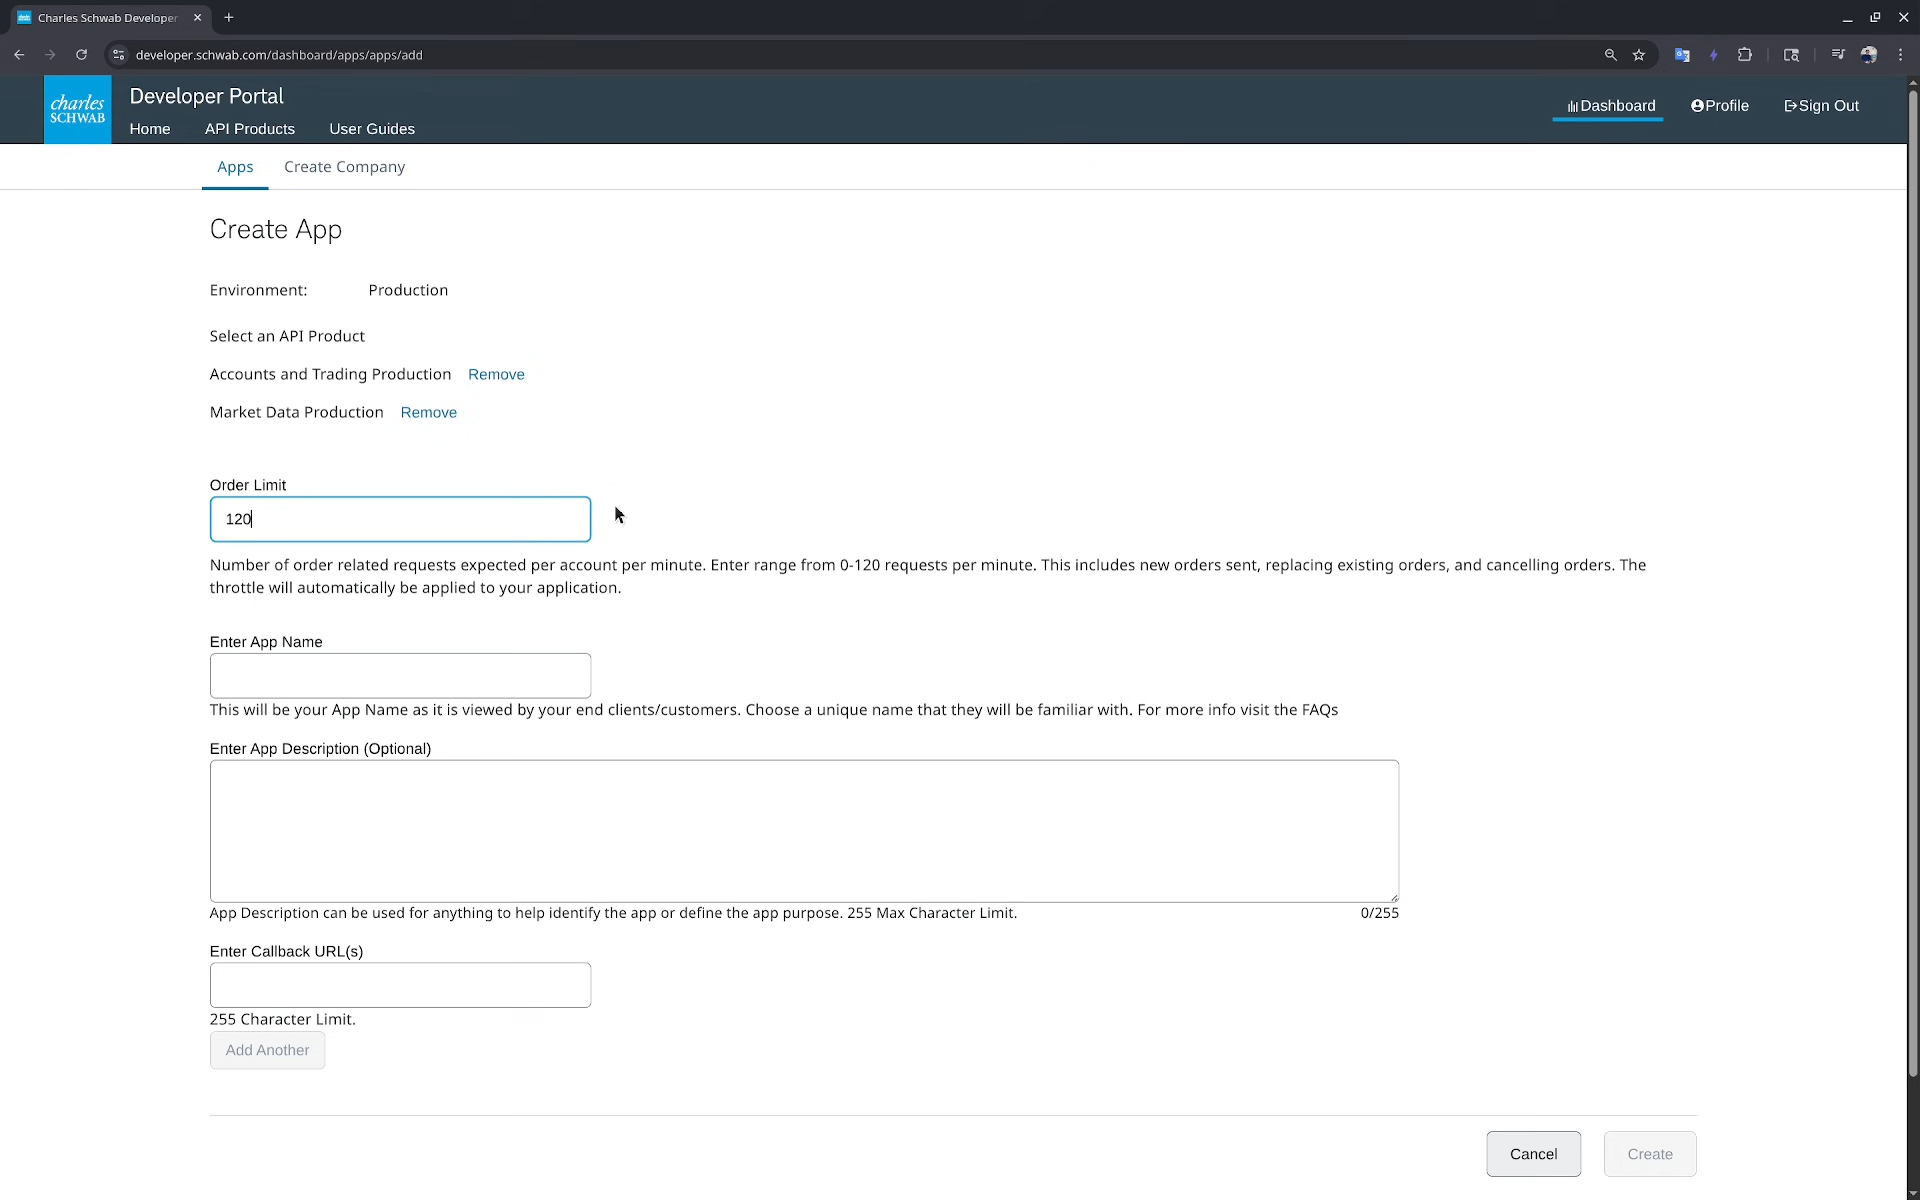 Charles Schwab Developer
developer.schwab.com/dashboard/apps/apps/add
charles
SCHWAB
Developer Portal
Home
API Products
User Guides
Dashboard
Profile
Sign Out
Apps
Create Company
Create App
Environment: Production
Select an API Product
Accounts and Trading Production Remove
Market Data Production Remove
Order Limit
120
Number of order related requests expected per account per minute. Enter range from 0-120 requests per minute. This includes new orders sent, replacing existing orders, and cancelling orders. The
throttle will automatically be applied to your application.
Enter App Name
This will be your App Name as it is viewed by your end clients/customers. Choose a unique name that they will be familiar with. For more info visit the FAQs
Enter App Description (Optional)
App Description can be used for anything to help identify the app or define the app purpose. 255 Max Character Limit. 0/255
Enter Callback URL(s)
255 Character Limit.
Add Another
Cancel
Create